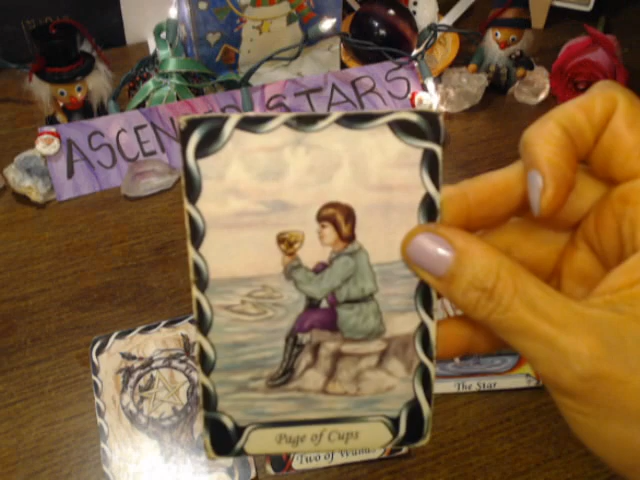 ASCEN STARS
Page of Cups
The Star
Two of Wands